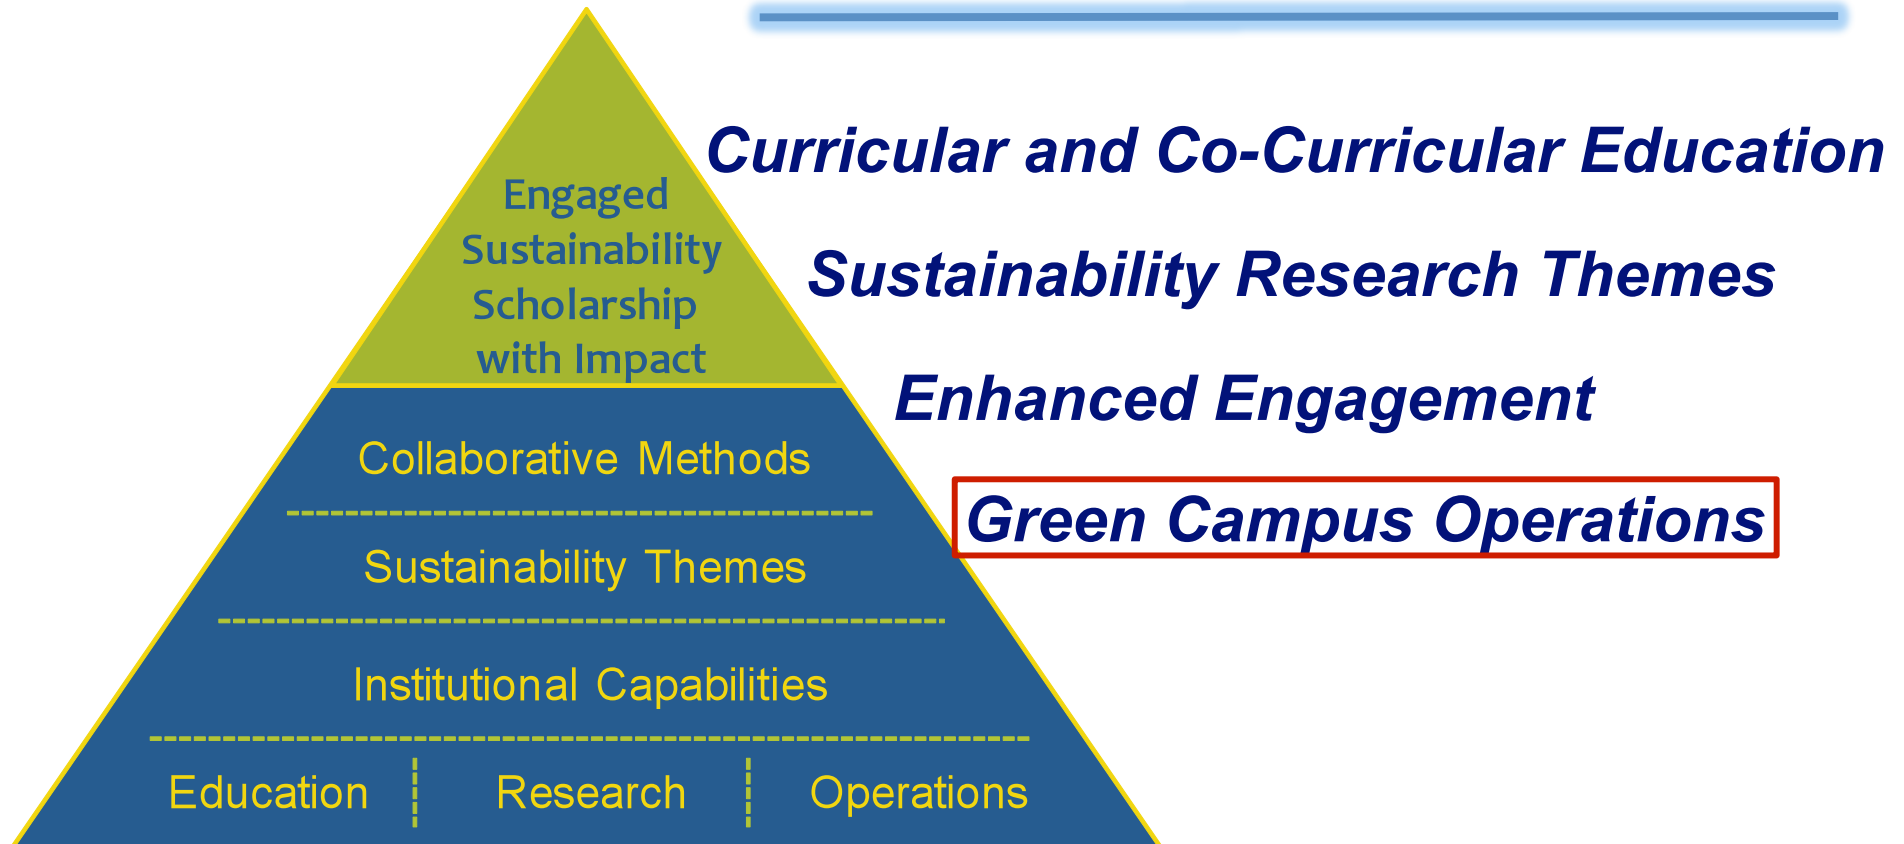 Engaged
Sustainability
Scholarship
with Impact
Collaborative Methods
Sustainability Themes
Institutional Capabilities
Education
Research
Operations
Curricular and Co-Curricular Education
Sustainability Research Themes
Enhanced Engagement
Green Campus Operations